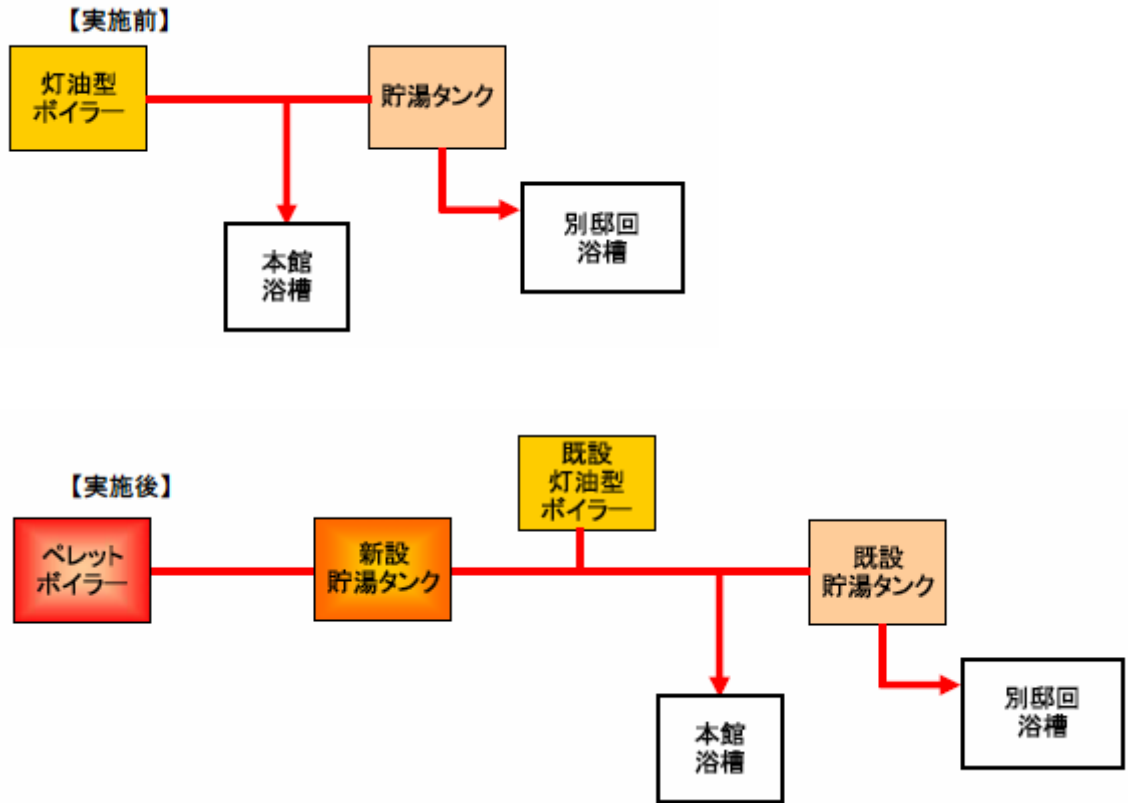 【実施前】
灯油型
ボイラー
貯湯タンク
本館
浴槽
別邸回
浴槽
【実施後】
ペレット
ボイラー
新設
貯湯タンク
既設
灯油型
ボイラー
既設
貯湯タンク
本館
浴槽
別邸回
浴槽